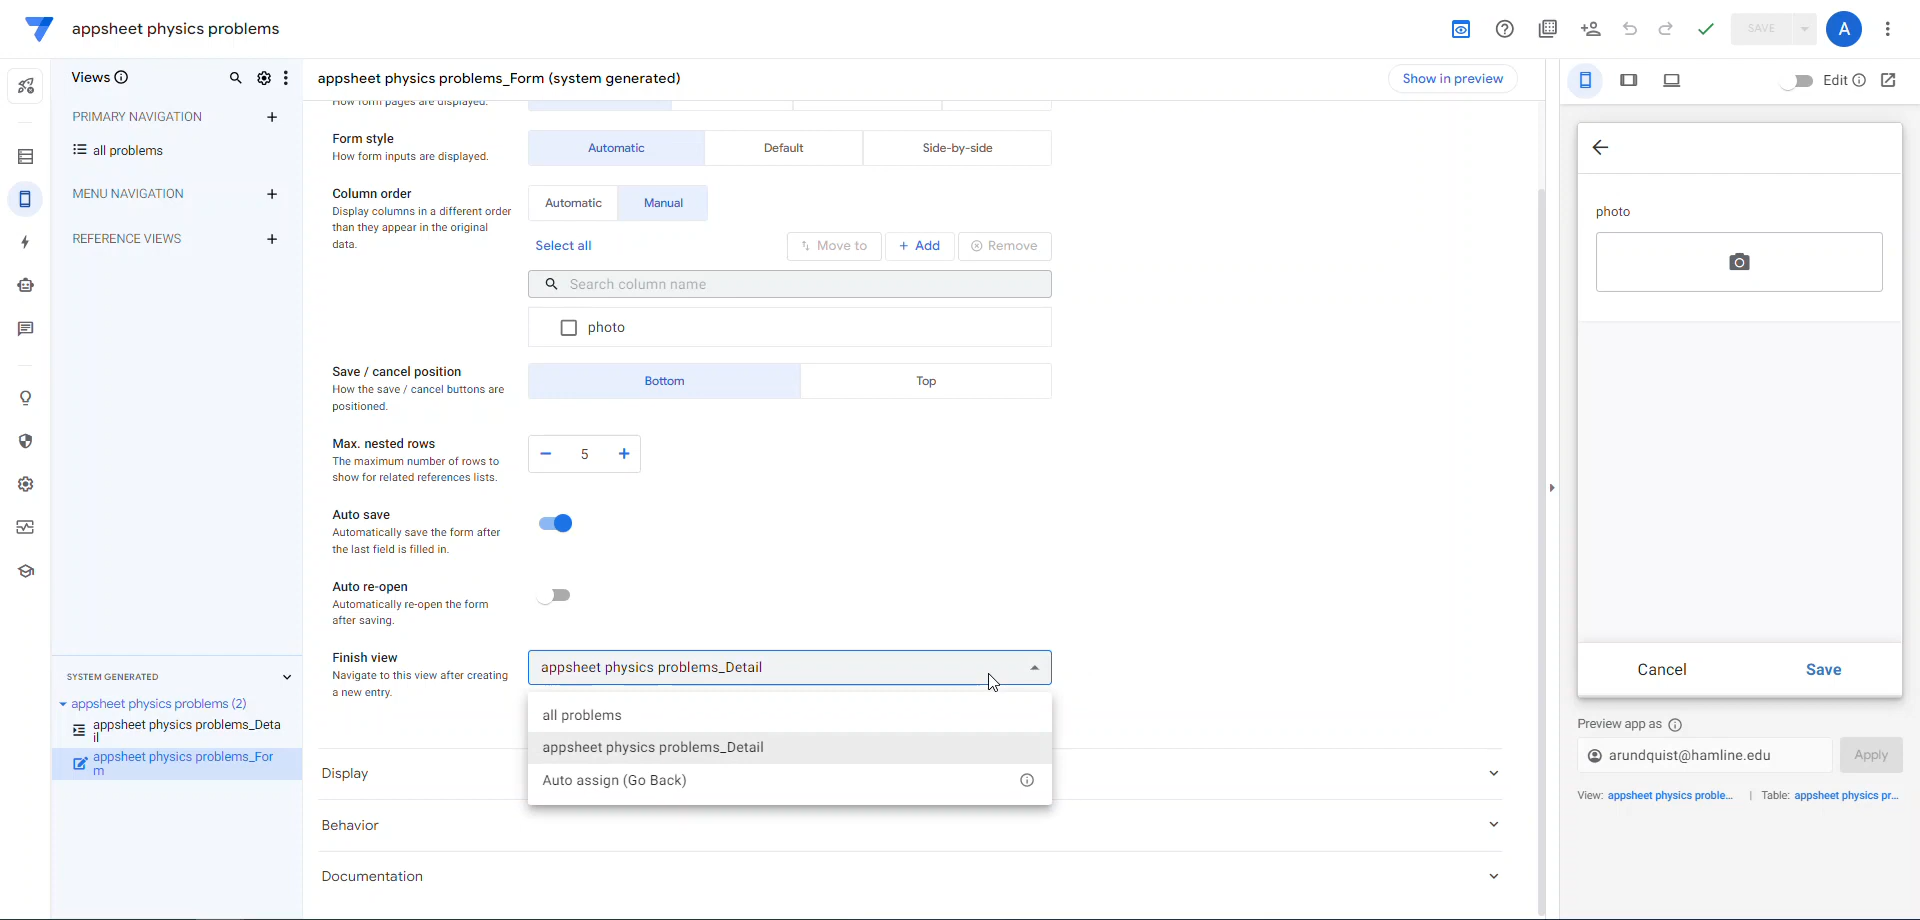 appsheet physics problems
SAVE
A
Views
appsheet physics problems_Form (system generated)
Show in preview
Edit
PRIMARY NAVIGATION
all problems
MENU NAVIGATION
REFERENCE VIEWS
SYSTEM GENERATED
appsheet physics problems (2)
appsheet physics problems_Deta
il
appsheet physics problems_For
m
How form pages are displayed.
Form style
How form inputs are displayed.
Automatic
Default
Side-by-side
Column order
Display columns in a different order
than they appear in the original
data.
Automatic
Manual
Select all
Move to
+ Add
Remove
Search column name
photo
Save / cancel position
How the save / cancel buttons are
positioned.
Bottom
Top
Max. nested rows
The maximum number of rows to
show for related references lists.
− 5 +
Auto save
Automatically save the form after
the last field is filled in.
Auto re-open
Automatically re-open the form
after saving.
Finish view
Navigate to this view after creating
a new entry.
appsheet physics problems_Detail
all problems
appsheet physics problems_Detail
Auto assign (Go Back)
Display
Behavior
Documentation
photo
Cancel
Save
Preview app as
arundquist@hamline.edu
Apply
View: appsheet physics proble... | Table: appsheet physics pr...